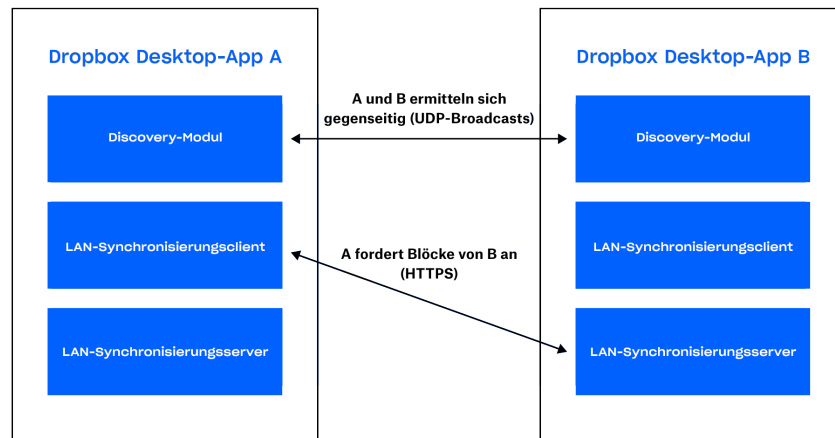 Dropbox Desktop-App A
Dropbox Desktop-App B
A und B ermitteln sich
gegenseitig (UDP-Broadcasts)
Discovery-Modul
Discovery-Modul
LAN-Synchronisierungsclient
A fordert Blöcke von B an
(HTTPS)
LAN-Synchronisierungsclient
LAN-Synchronisierungsserver
LAN-Synchronisierungsserver